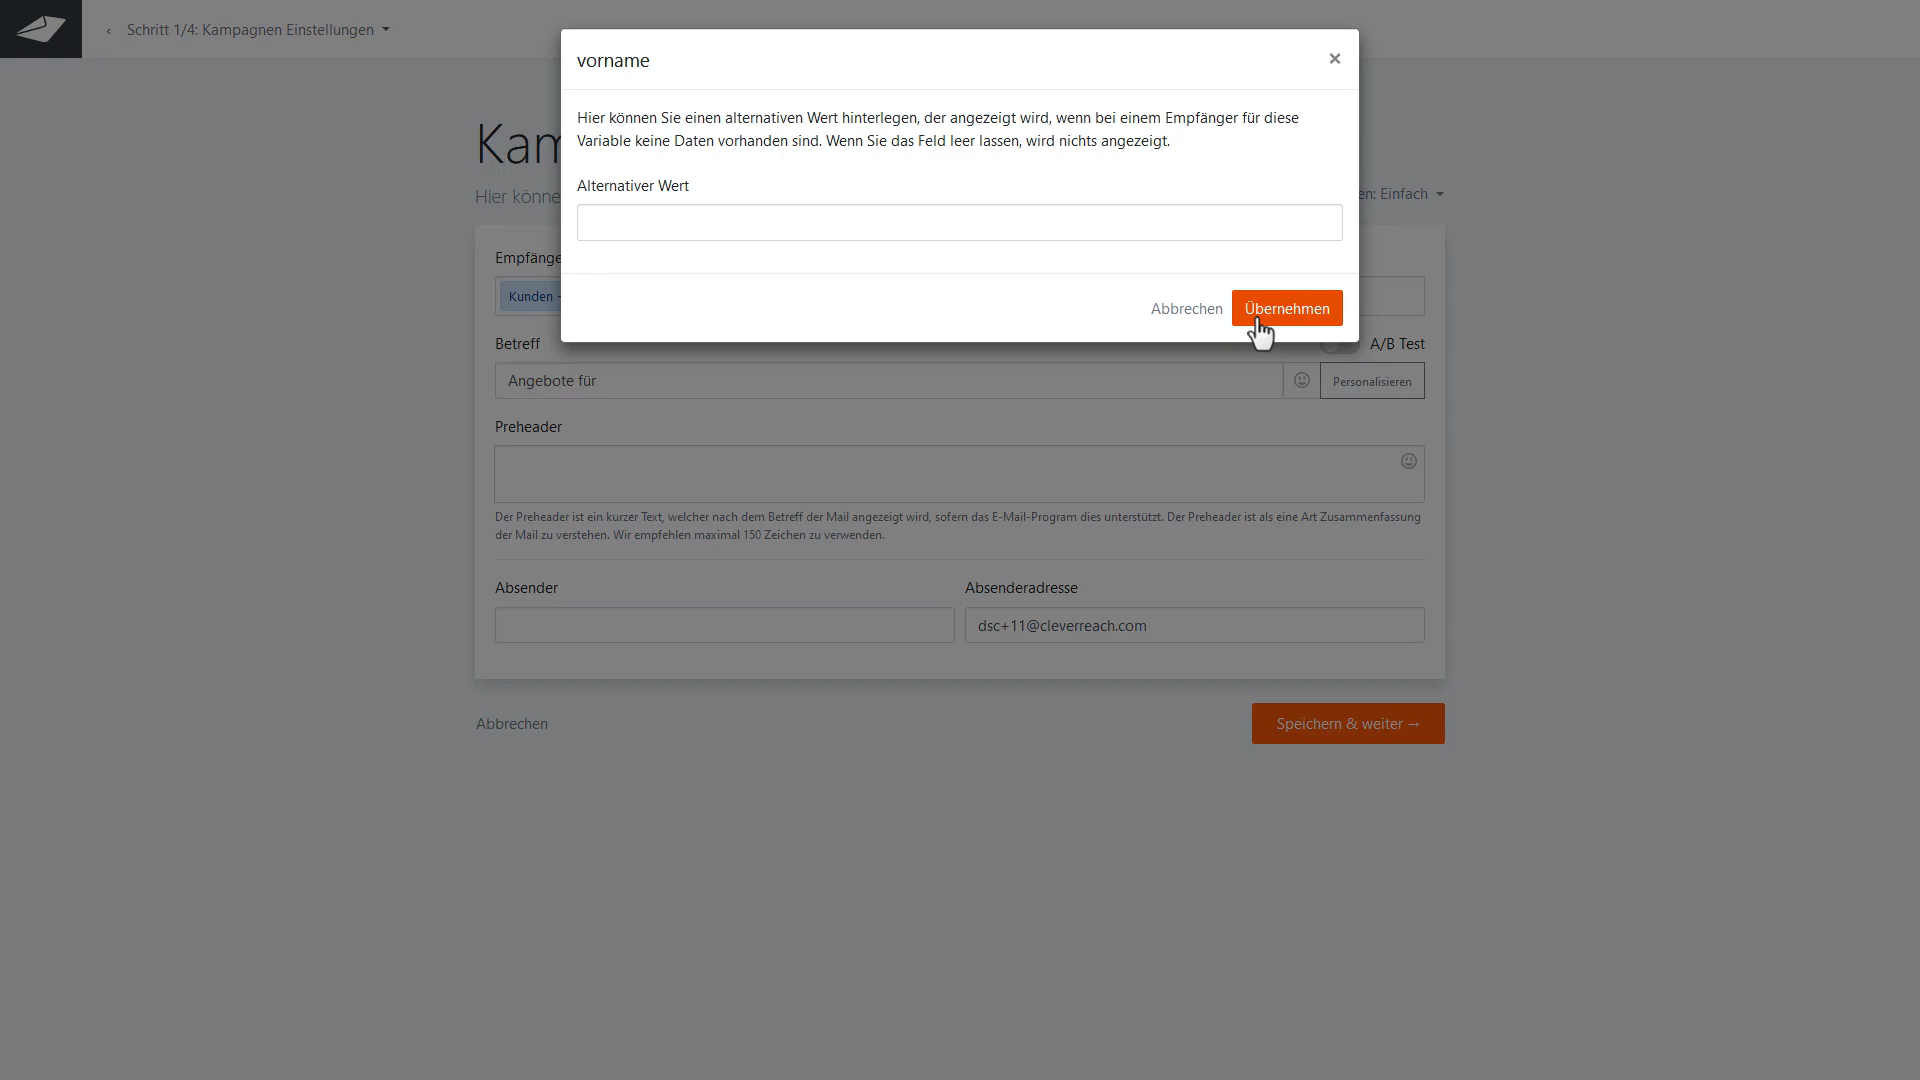 ‹ Schritt 1/4: Kampagnen Einstellungen
vorname
×
Hier können Sie einen alternativen Wert hinterlegen, der angezeigt wird, wenn bei einem Empfänger für diese
Variable keine Daten vorhanden sind. Wenn Sie das Feld leer lassen, wird nichts angezeigt.
Alternativer Wert
Abbrechen Übernehmen
Kam
Hier könne
en: Einfach
Empfänge
Kunden -
Betreff
A/B Test
Angebote für
Personalisieren
Preheader
Der Preheader ist ein kurzer Text, welcher nach dem Betreff der Mail angezeigt wird, sofern das E-Mail-Program dies unterstützt. Der Preheader ist als eine Art Zusammenfassung
der Mail zu verstehen. Wir empfehlen maximal 150 Zeichen zu verwenden.
Absender
Absenderadresse
dsc+11@cleverreach.com
Abbrechen
Speichern & weiter →